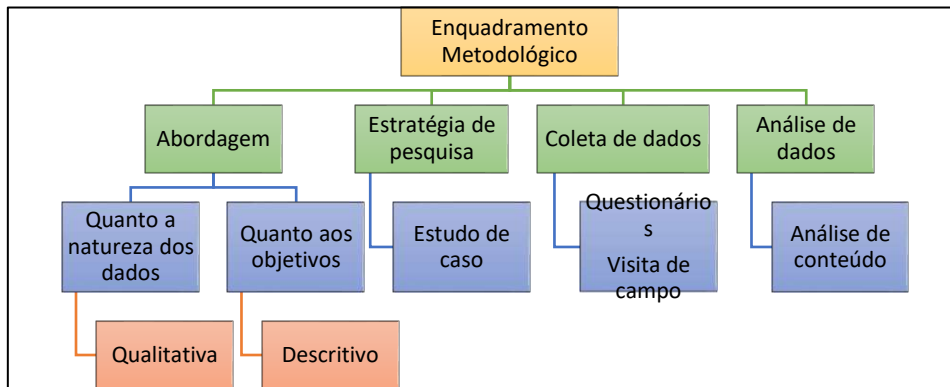 Enquadramento
Metodológico
Abordagem
Estratégia de
pesquisa
Coleta de dados
Análise de
dados
Quanto a
natureza dos
dados
Quanto aos
objetivos
Estudo de
caso
Questionário
s
Visita de
campo
Análise de
conteúdo
Qualitativa
Descritivo